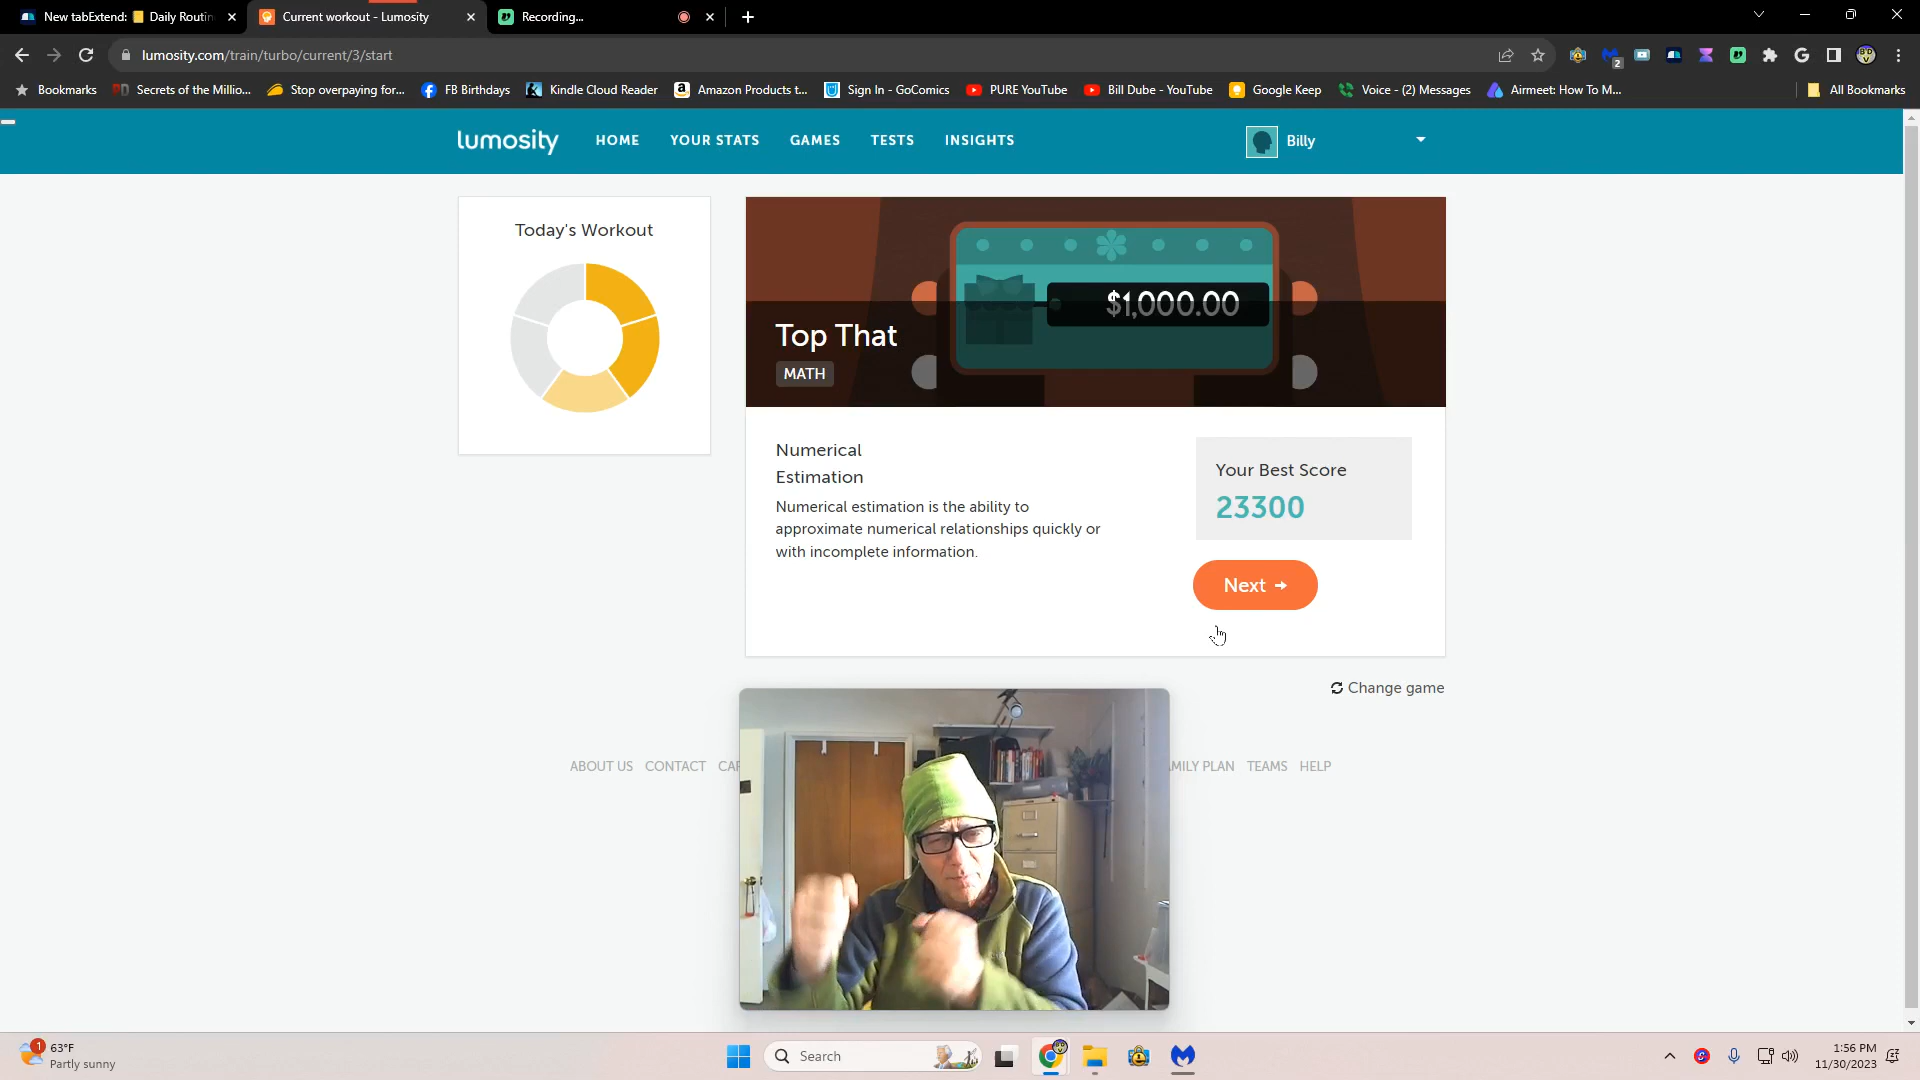 New tabExtend: Daily Routin
Current workout - Lumosity
Recording...
lumosity.com/train/turbo/current/3/start
2
Bookmarks
Secrets of the Millio...
Stop overpaying for...
FB Birthdays
Kindle Cloud Reader
Amazon Products t...
Sign In - GoComics
PURE YouTube
Bill Dube - YouTube
Google Keep
Voice - (2) Messages
Airmeet: How To M...
All Bookmarks
lumosity
HOME
YOUR STATS
GAMES
TESTS
INSIGHTS
Billy
Today's Workout
$1,000.00
Top That
MATH
Numerical
Estimation
Numerical estimation is the ability to
approximate numerical relationships quickly or
with incomplete information.
Your Best Score
23300
Next
Change game
ABOUT US
CONTACT
TEAMS
HELP
PLAN
1
63°F
Partly sunny
Search
1:56 PM
11/30/2023